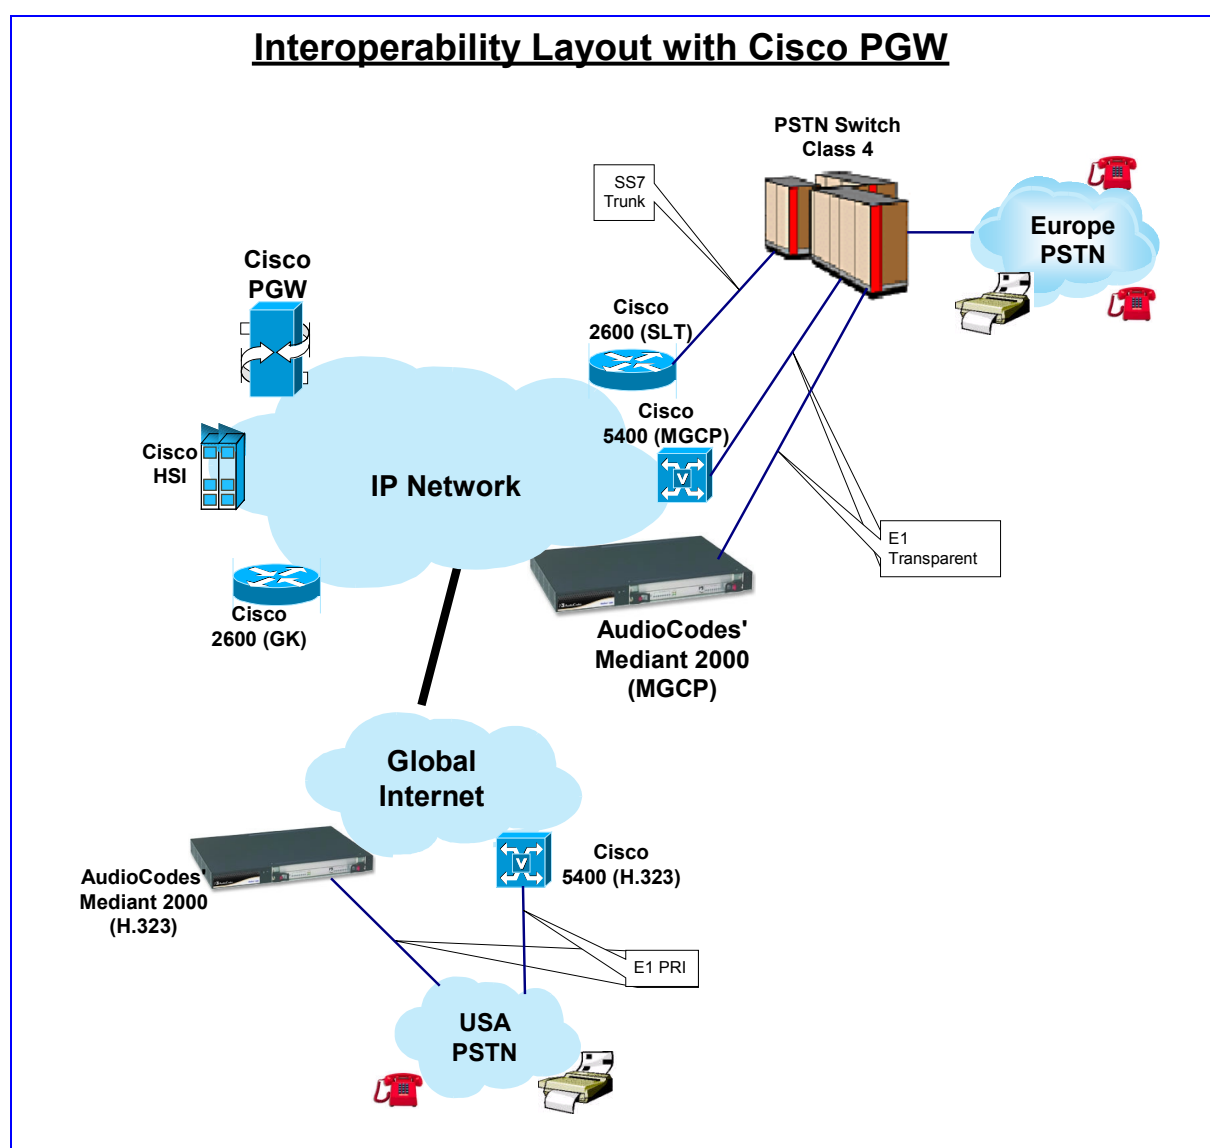 Interoperability Layout with Cisco PGW
PSTN Switch
Class 4
SS7
Trunk
Europe
PSTN
Cisco
PGW
Cisco
2600 (SLT)
Cisco
5400 (MGCP)
Cisco
HSI
IP Network
E1
Transparent
Cisco
2600 (GK)
AudioCodes'
Mediant 2000
(MGCP)
Global
Internet
Cisco
5400 (H.323)
AudioCodes'
Mediant 2000
(H.323)
E1 PRI
USA
PSTN